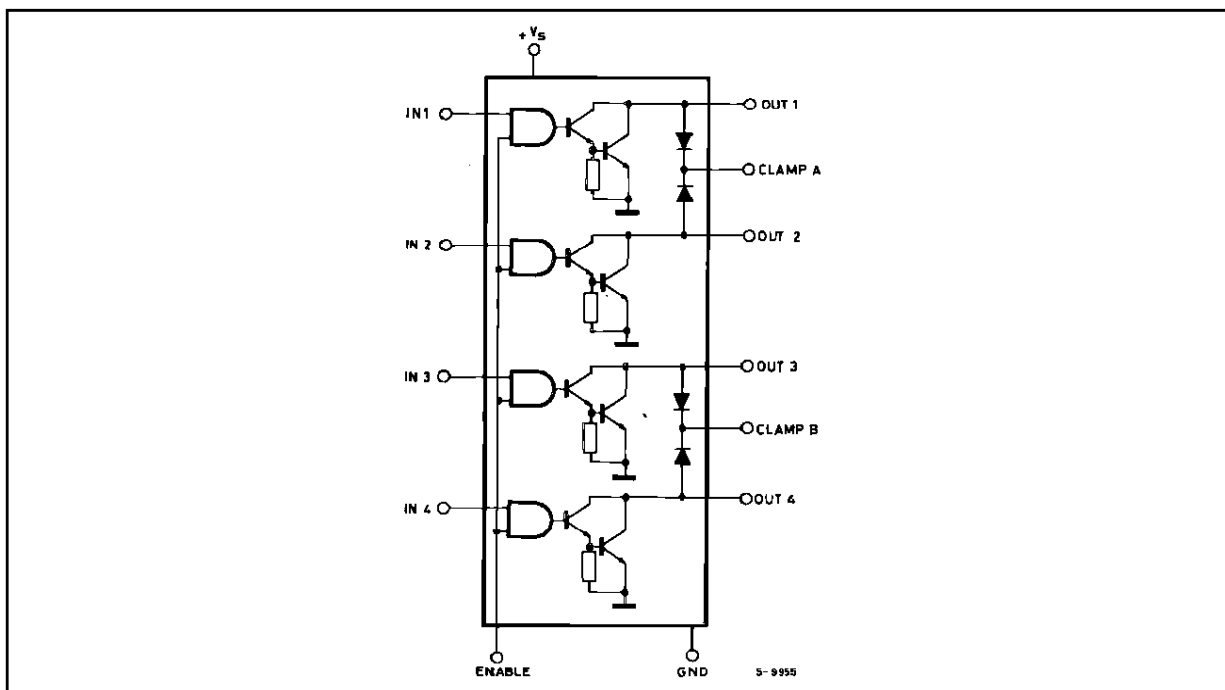 +Vs
IN1
OUT 1
CLAMP A
IN 2
OUT 2
IN 3
OUT 3
CLAMP B
IN 4
OUT 4
ENABLE
GND
S-9955